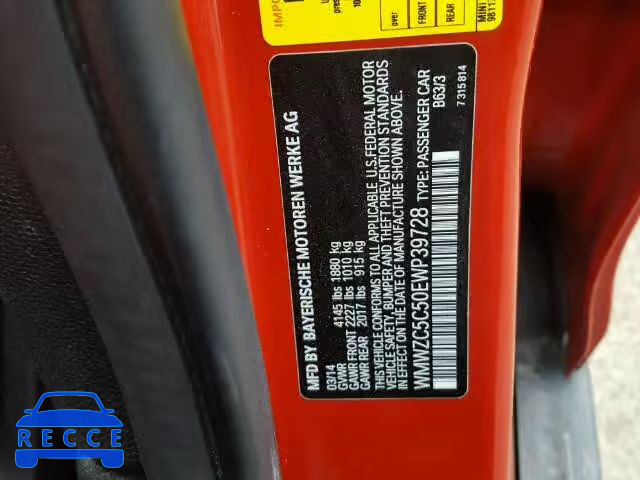 MFD BY BAYERISCHE MOTOREN WERKE AG
03/14
GVWR 4145 lbs 1880 kg
GAWR FRONT 2227 lbs 1010 kg
GAWR REAR 2017 lbs 915 kg
THIS VEHICLE CONFORMS TO ALL APPLICABLE U.S. FEDERAL MOTOR
VEHICLE SAFETY, BUMPER AND THEFT PREVENTION STANDARDS
IN EFFECT ON THE DATE OF MANUFACTURE SHOWN ABOVE.
WMWZC5C50EWP39728 TYPE: PASSENGER CAR
B63/3
7 315 814
over
FRONT
REAR
MINI
RECCE